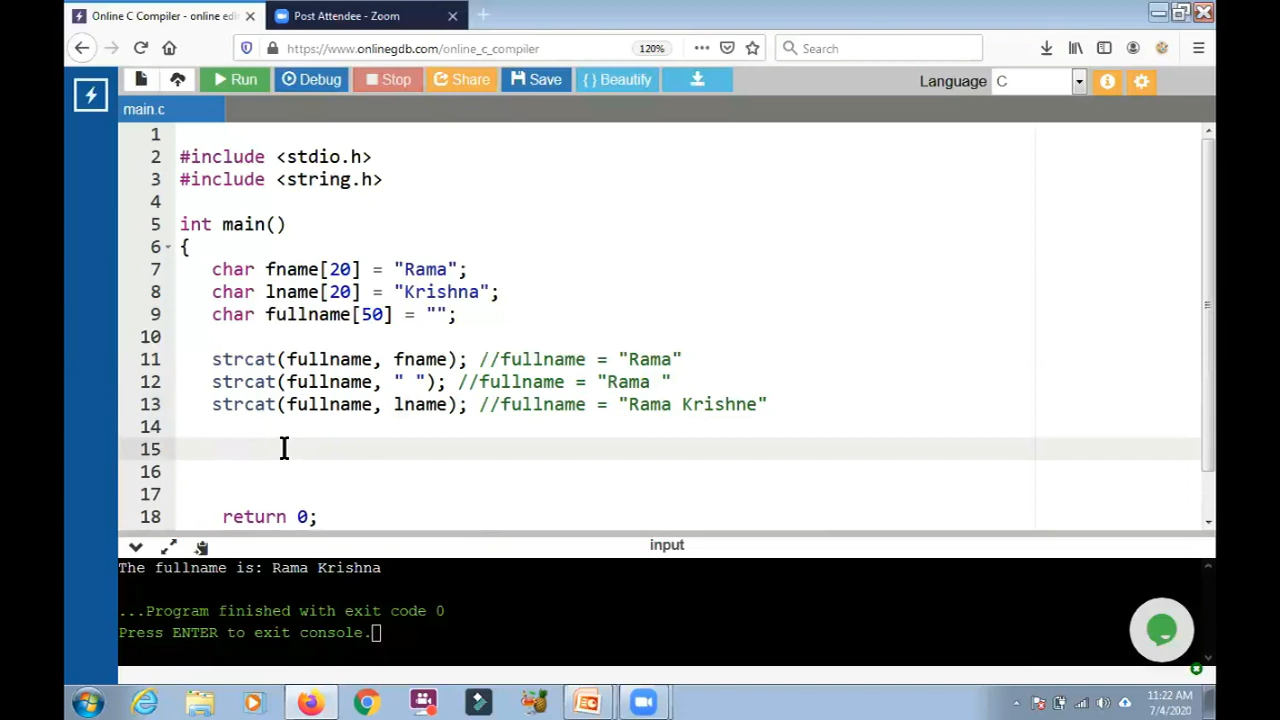 Online C Compiler - online edi
Post Attendee - Zoom
https://www.onlinegdb.com/online_c_compiler
120%
Search
Run
Debug
Stop
Share
Save
{ } Beautify
Language
C
main.c
1
2 #include <stdio.h>
3 #include <string.h>
4
5 int main()
6 {
7 char fname[20] = "Rama";
8 char lname[20] = "Krishna";
9 char fullname[50] = "";
10
11 strcat(fullname, fname); //fullname = "Rama"
12 strcat(fullname, " "); //fullname = "Rama "
13 strcat(fullname, lname); //fullname = "Rama Krishne"
14
15
16
17
18 return 0;
input
The fullname is: Rama Krishna
...Program finished with exit code 0
Press ENTER to exit console.
11:22 AM
7/4/2020